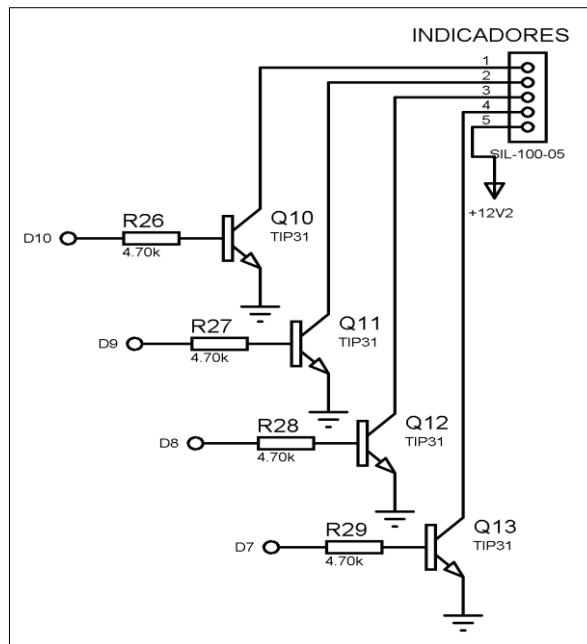 INDICADORES
1
2
3
4
5
SIL-100-05
+12V2
D10
R26
4.70k
Q10
TIP31
D9
R27
4.70k
Q11
TIP31
D8
R28
4.70k
Q12
TIP31
D7
R29
4.70k
Q13
TIP31